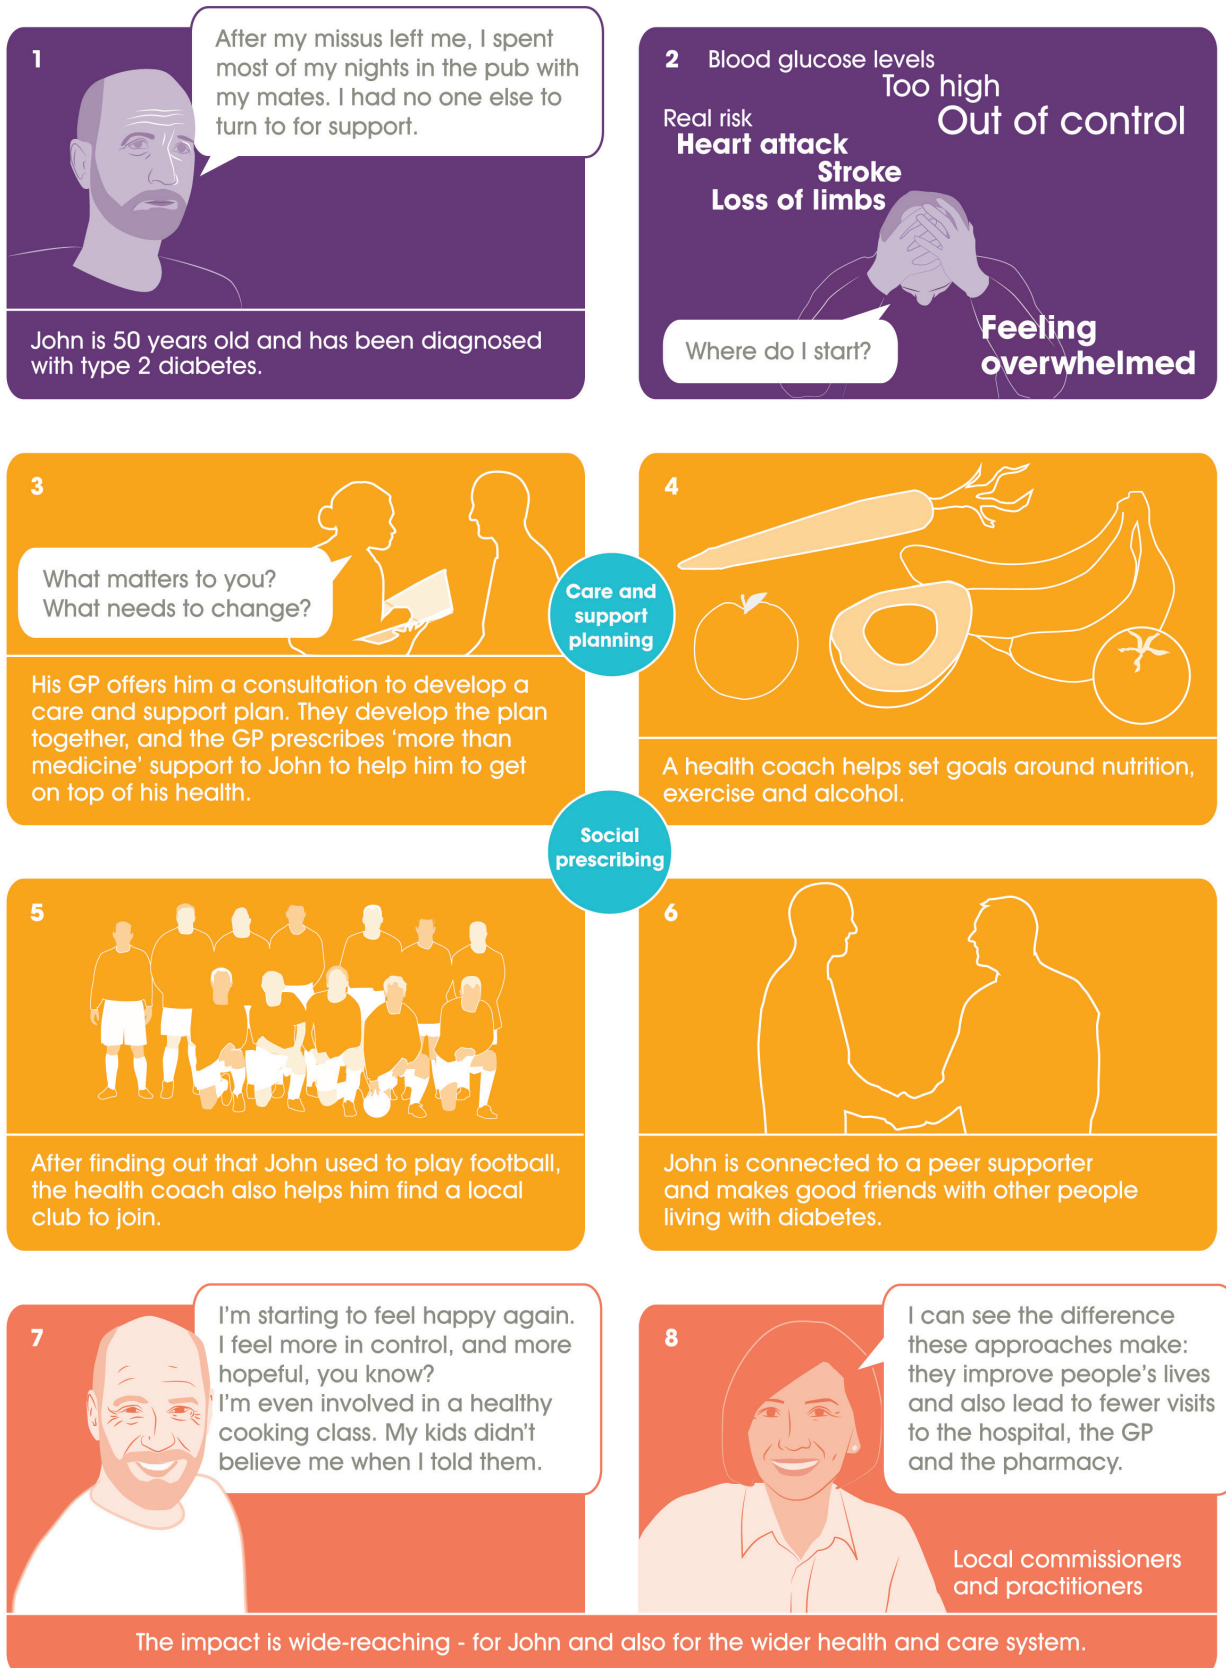 1
After my missus left me, I spent
most of my nights in the pub with
my mates. I had no one else to
turn to for support.
John is 50 years old and has been diagnosed
with type 2 diabetes.
2
Blood glucose levels
Too high
Out of control
Real risk
Heart attack
Stroke
Loss of limbs
Where do I start?
Feeling
overwhelmed
3
What matters to you?
What needs to change?
His GP offers him a consultation to develop a
care and support plan. They develop the plan
together, and the GP prescribes ‘more than
medicine’ support to John to help him to get
on top of his health.
Care and
support
planning
4
A health coach helps set goals around nutrition,
exercise and alcohol.
Social
prescribing
5
After finding out that John used to play football,
the health coach also helps him find a local
club to join.
6
John is connected to a peer supporter
and makes good friends with other people
living with diabetes.
7
I'm starting to feel happy again.
I feel more in control, and more
hopeful, you know?
I'm even involved in a healthy
cooking class. My kids didn't
believe me when I told them.
8
I can see the difference
these approaches make:
they improve people's lives
and also lead to fewer visits
to the hospital, the GP
and the pharmacy.
Local commissioners
and practitioners
The impact is wide-reaching - for John and also for the wider health and care system.